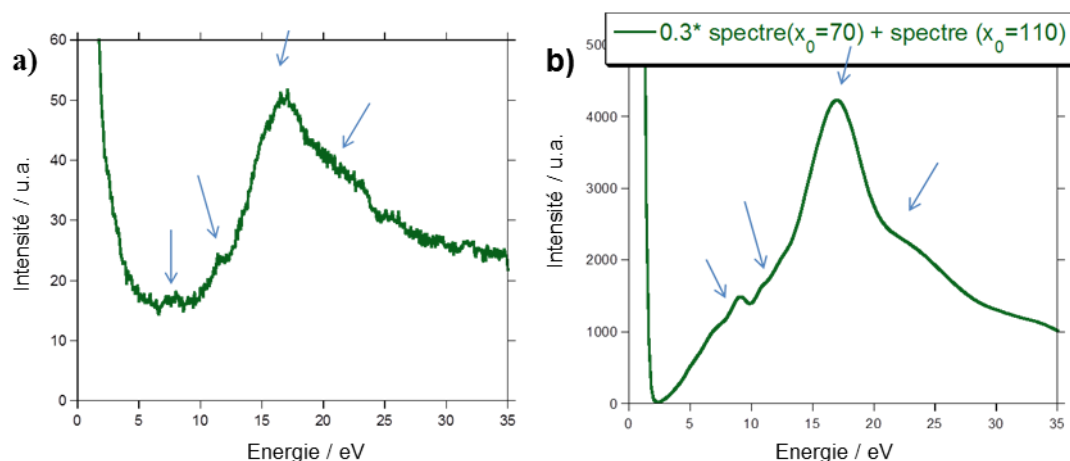 a)
60
50
40
30
20
10
0
Intensité / u.a.
0 5 10 15 20 25 30 35
Energie / eV
b)
0.3* spectre(x₀=70) + spectre (x₀=110)
4000
3000
2000
1000
0
Intensité / u.a.
0 5 10 15 20 25 30 35
Energie / eV